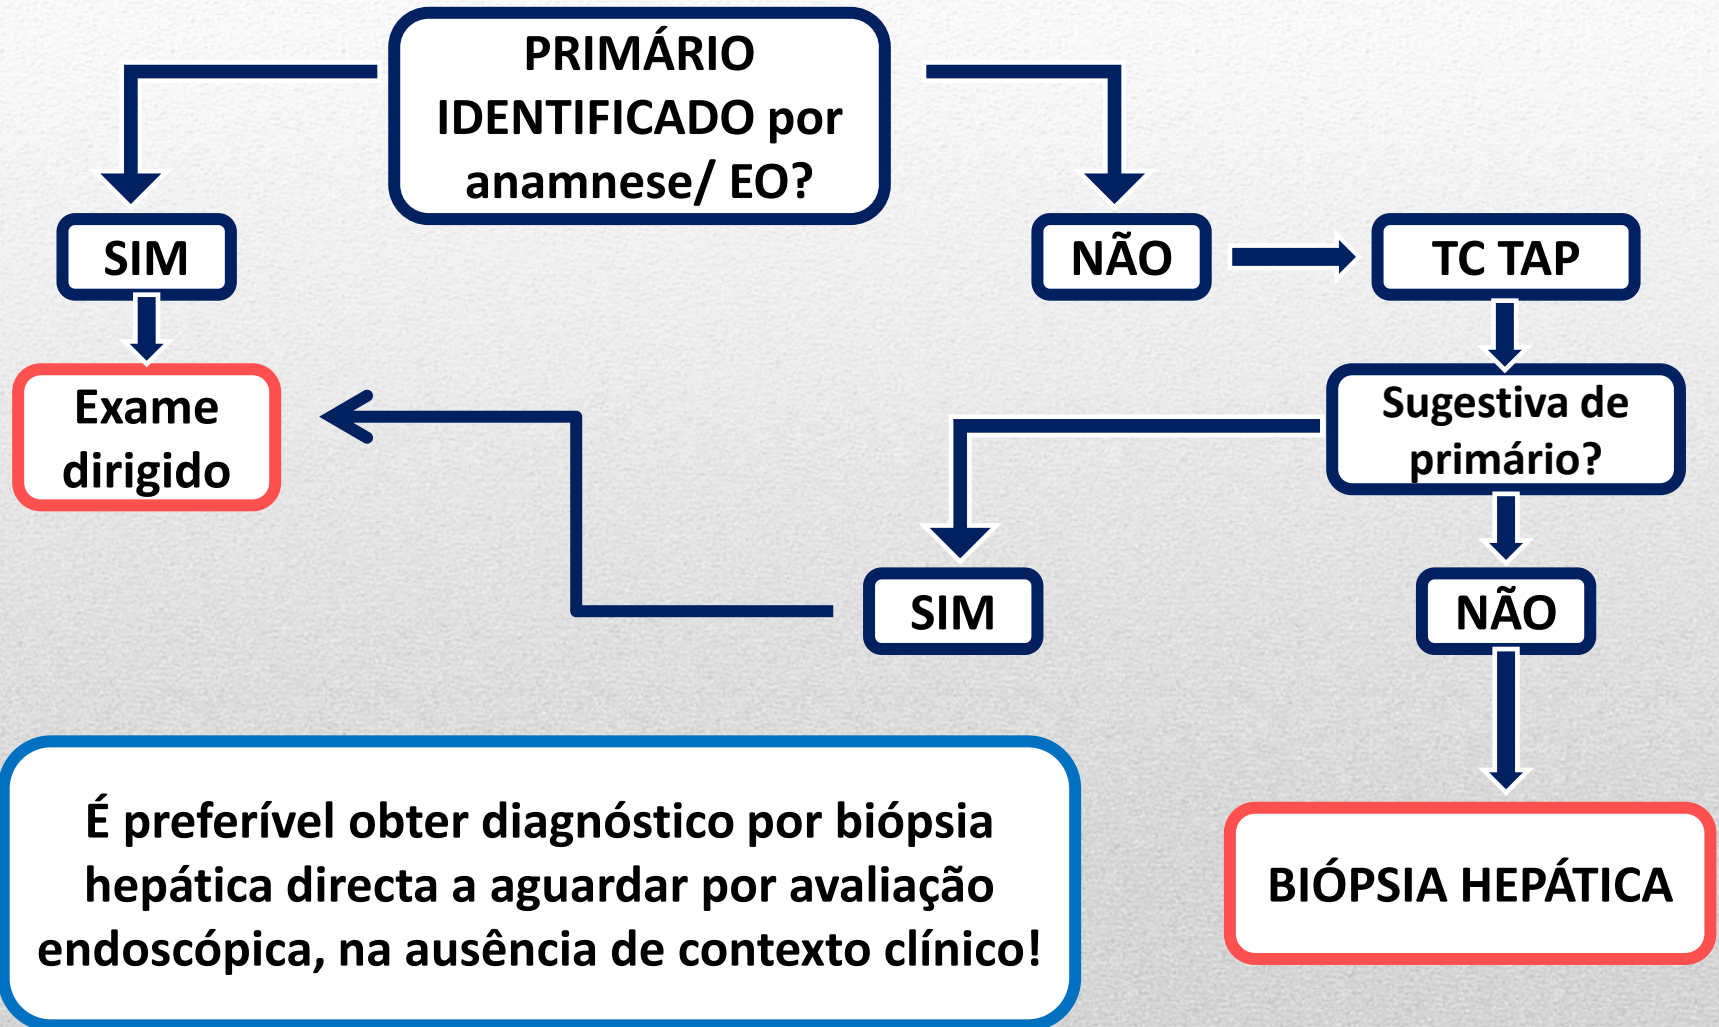 PRIMÁRIO
IDENTIFICADO por
anamnese/ EO?
SIM
NÃO
TC TAP
Exame
dirigido
Sugestiva de
primário?
SIM
NÃO
É preferível obter diagnóstico por biópsia
hepática directa a aguardar por avaliação
endoscópica, na ausência de contexto clínico!
BIÓPSIA HEPÁTICA